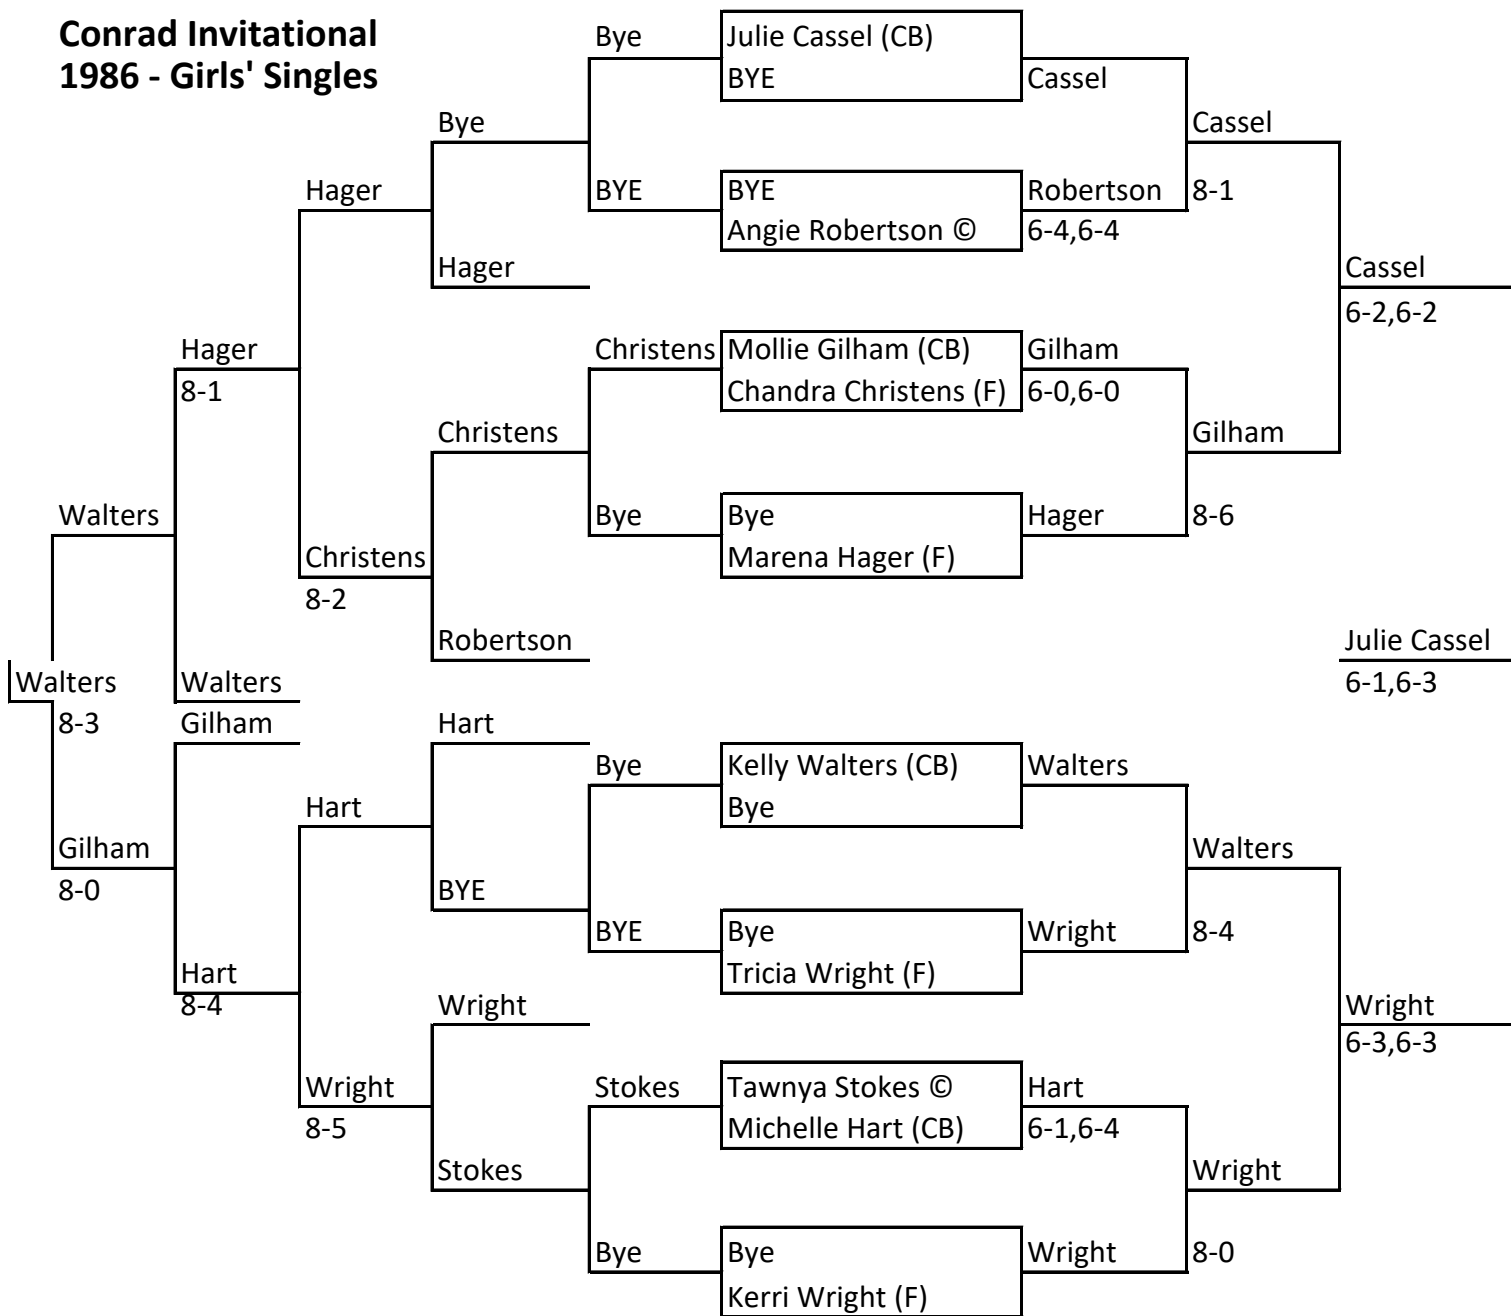 Conrad Invitational
1986 - Girls' Singles
Bye
Julie Cassel (CB)
BYE
Cassel
Bye
Cassel
Hager
BYE
BYE
Robertson
8-1
Angie Robertson ©
6-4,6-4
Hager
Cassel
6-2,6-2
Hager
Christens
Mollie Gilham (CB)
Gilham
8-1
Chandra Christens (F)
6-0,6-0
Christens
Gilham
Walters
Bye
Bye
Hager
8-6
Christens
Marena Hager (F)
8-2
Robertson
Julie Cassel
Walters
Walters
6-1,6-3
8-3
Gilham
Hart
Bye
Kelly Walters (CB)
Walters
Hart
Bye
Gilham
Walters
8-0
BYE
BYE
Bye
Wright
8-4
Hart
Tricia Wright (F)
8-4
Wright
Wright
6-3,6-3
Wright
Stokes
Tawnya Stokes ©
Hart
8-5
Michelle Hart (CB)
6-1,6-4
Stokes
Wright
Bye
Bye
Wright
8-0
Kerri Wright (F)